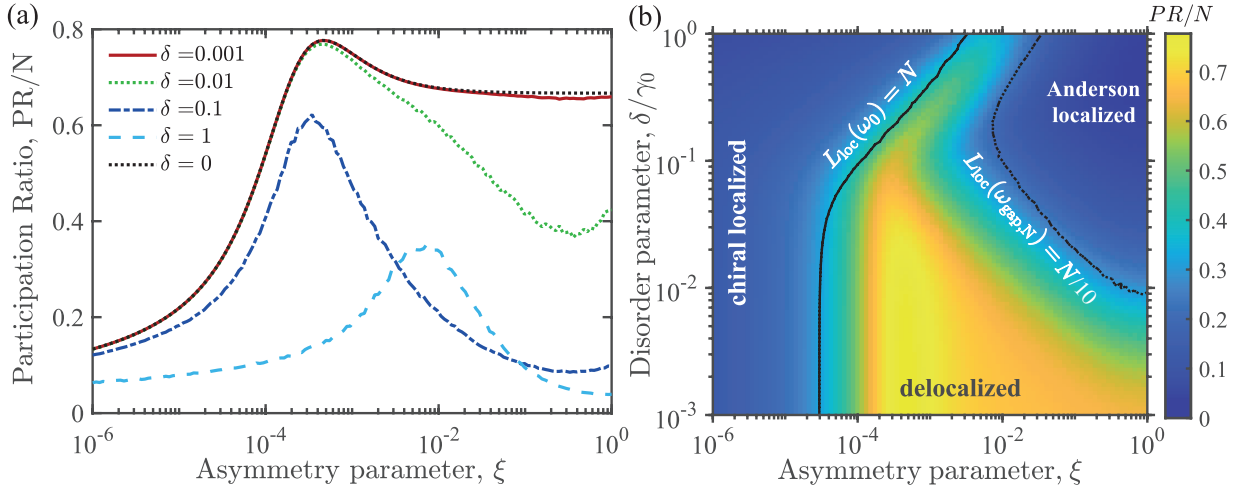 (a)
Participation Ratio, PR/N
0.8
0.6
0.4
0.2
0
δ =0.001
δ =0.01
δ =0.1
δ = 1
δ = 0
10^-6
10^-4
10^-2
10^0
Asymmetry parameter, ξ
(b)
Disorder parameter, δ/γ₀
10^0
10^-1
10^-2
10^-3
chiral localized
L_loc(ω₀) = N
L_loc(ω_gap,N) = N/10
Anderson
localized
delocalized
10^-6
10^-4
10^-2
10^0
Asymmetry parameter, ξ
PR/N
0.7
0.6
0.5
0.4
0.3
0.2
0.1
0